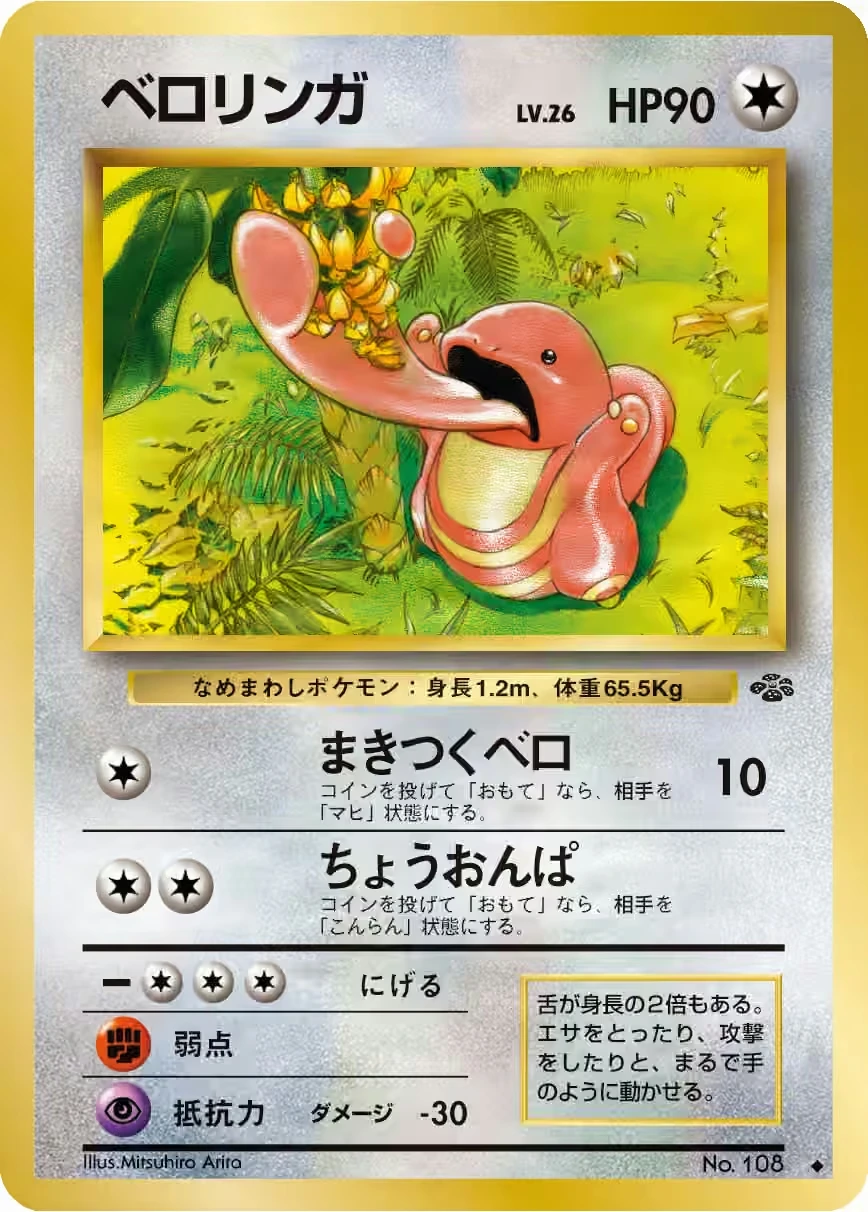 ベロリンガ LV.26 HP90
なめまわしポケモン：身長1.2m、体重65.5Kg
まきつくベロ 10
コインを投げて「おもて」なら、相手を
「マヒ」状態にする。
ちょうおんぱ
コインを投げて「おもて」なら、相手を
「こんらん」状態にする。
ー にげる
弱点
抵抗力 ダメージ -30
舌が身長の2倍もある。
エサをとったり、攻撃
をしたりと、まるで手
のように動かせる。
Illus.Mitsuhiro Arita
No. 108